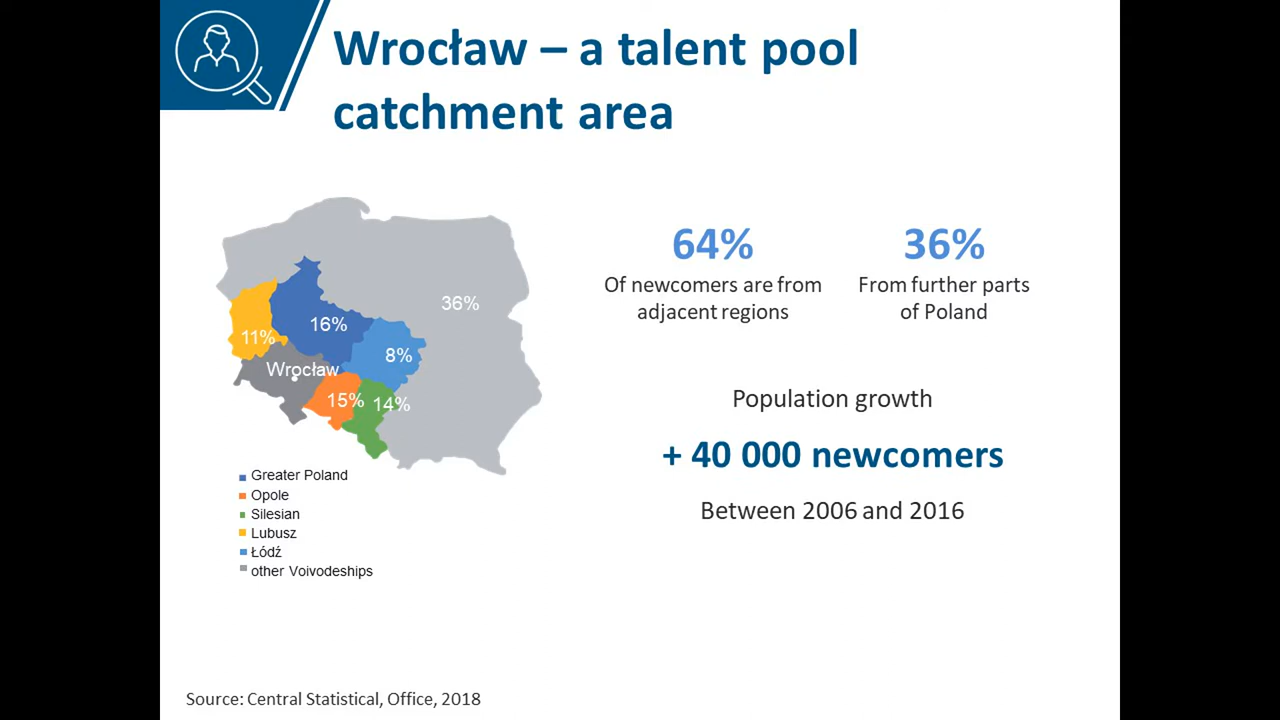 Wrocław – a talent pool
catchment area
64%
Of newcomers are from
adjacent regions
36%
From further parts
of Poland
36%
16%
11%
8%
Wrocław
15%
14%
Population growth
+ 40 000 newcomers
Between 2006 and 2016
Greater Poland
Opole
Silesian
Lubusz
Łódź
other Voivodeships
Source: Central Statistical, Office, 2018